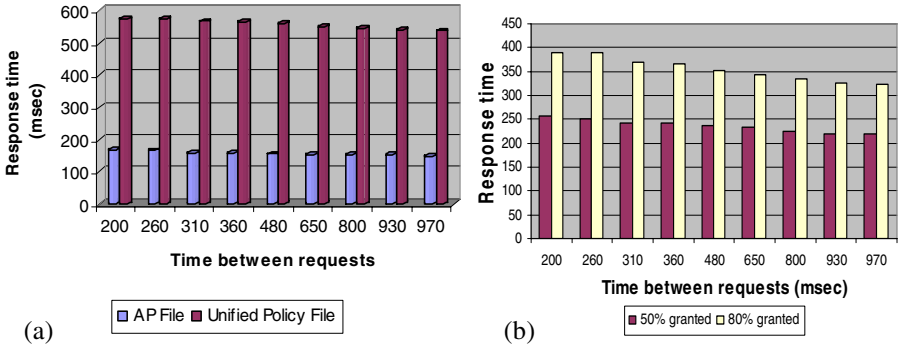 600
500
400
300
200
100
0
Response time
(msec)
200 260 310 360 480 650 800 930 970
Time between requests
AP File Unified Policy File
(a)
450
400
350
300
250
200
150
100
50
0
Response time
200 260 310 360 480 650 800 930 970
Time between requests (msec)
50% granted 80% granted
(b)